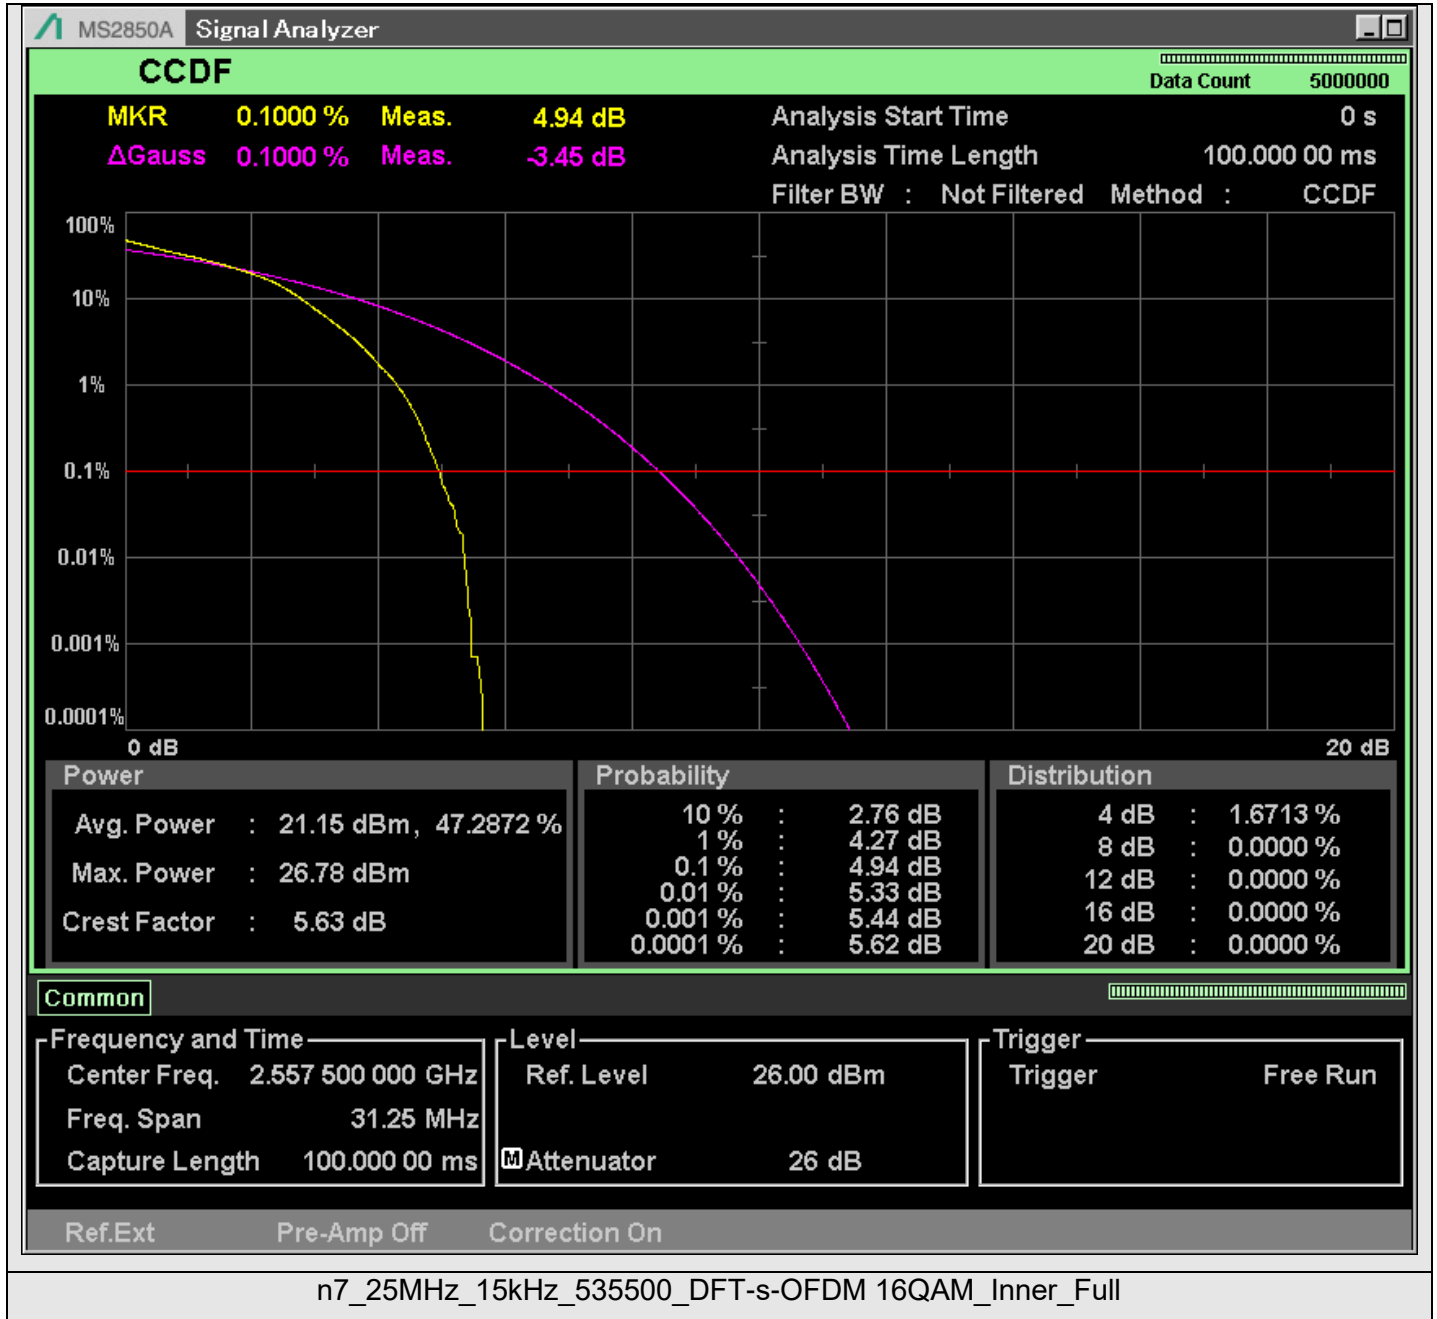 MS2850A Signal Analyzer
CCDF
Data Count 5000000
MKR 0.1000 % Meas. 4.94 dB
ΔGauss 0.1000 % Meas. -3.45 dB
Analysis Start Time 0 s
Analysis Time Length 100.000 00 ms
Filter BW : Not Filtered Method : CCDF
100%
10%
1%
0.1%
0.01%
0.001%
0.0001%
0 dB 20 dB
Power
Avg. Power : 21.15 dBm, 47.2872 %
Max. Power : 26.78 dBm
Crest Factor : 5.63 dB
Probability
10 % : 2.76 dB
1 % : 4.27 dB
0.1 % : 4.94 dB
0.01 % : 5.33 dB
0.001 % : 5.44 dB
0.0001 % : 5.62 dB
Distribution
4 dB : 1.6713 %
8 dB : 0.0000 %
12 dB : 0.0000 %
16 dB : 0.0000 %
20 dB : 0.0000 %
Common
Frequency and Time
Center Freq. 2.557 500 000 GHz
Freq. Span 31.25 MHz
Capture Length 100.000 00 ms
Level
Ref. Level 26.00 dBm
M Attenuator 26 dB
Trigger
Trigger Free Run
Ref.Ext Pre-Amp Off Correction On
n7_25MHz_15kHz_535500_DFT-s-OFDM 16QAM_Inner_Full